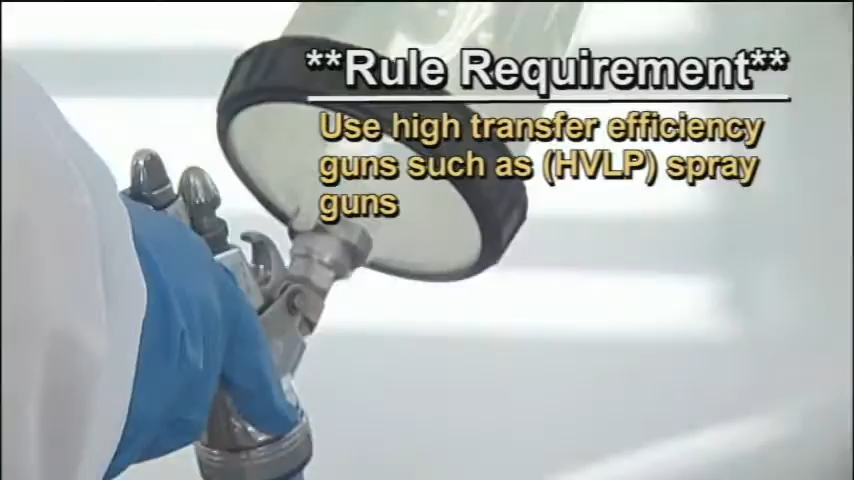 **Rule Requirement**
Use high transfer efficiency
guns such as (HVLP) spray
guns